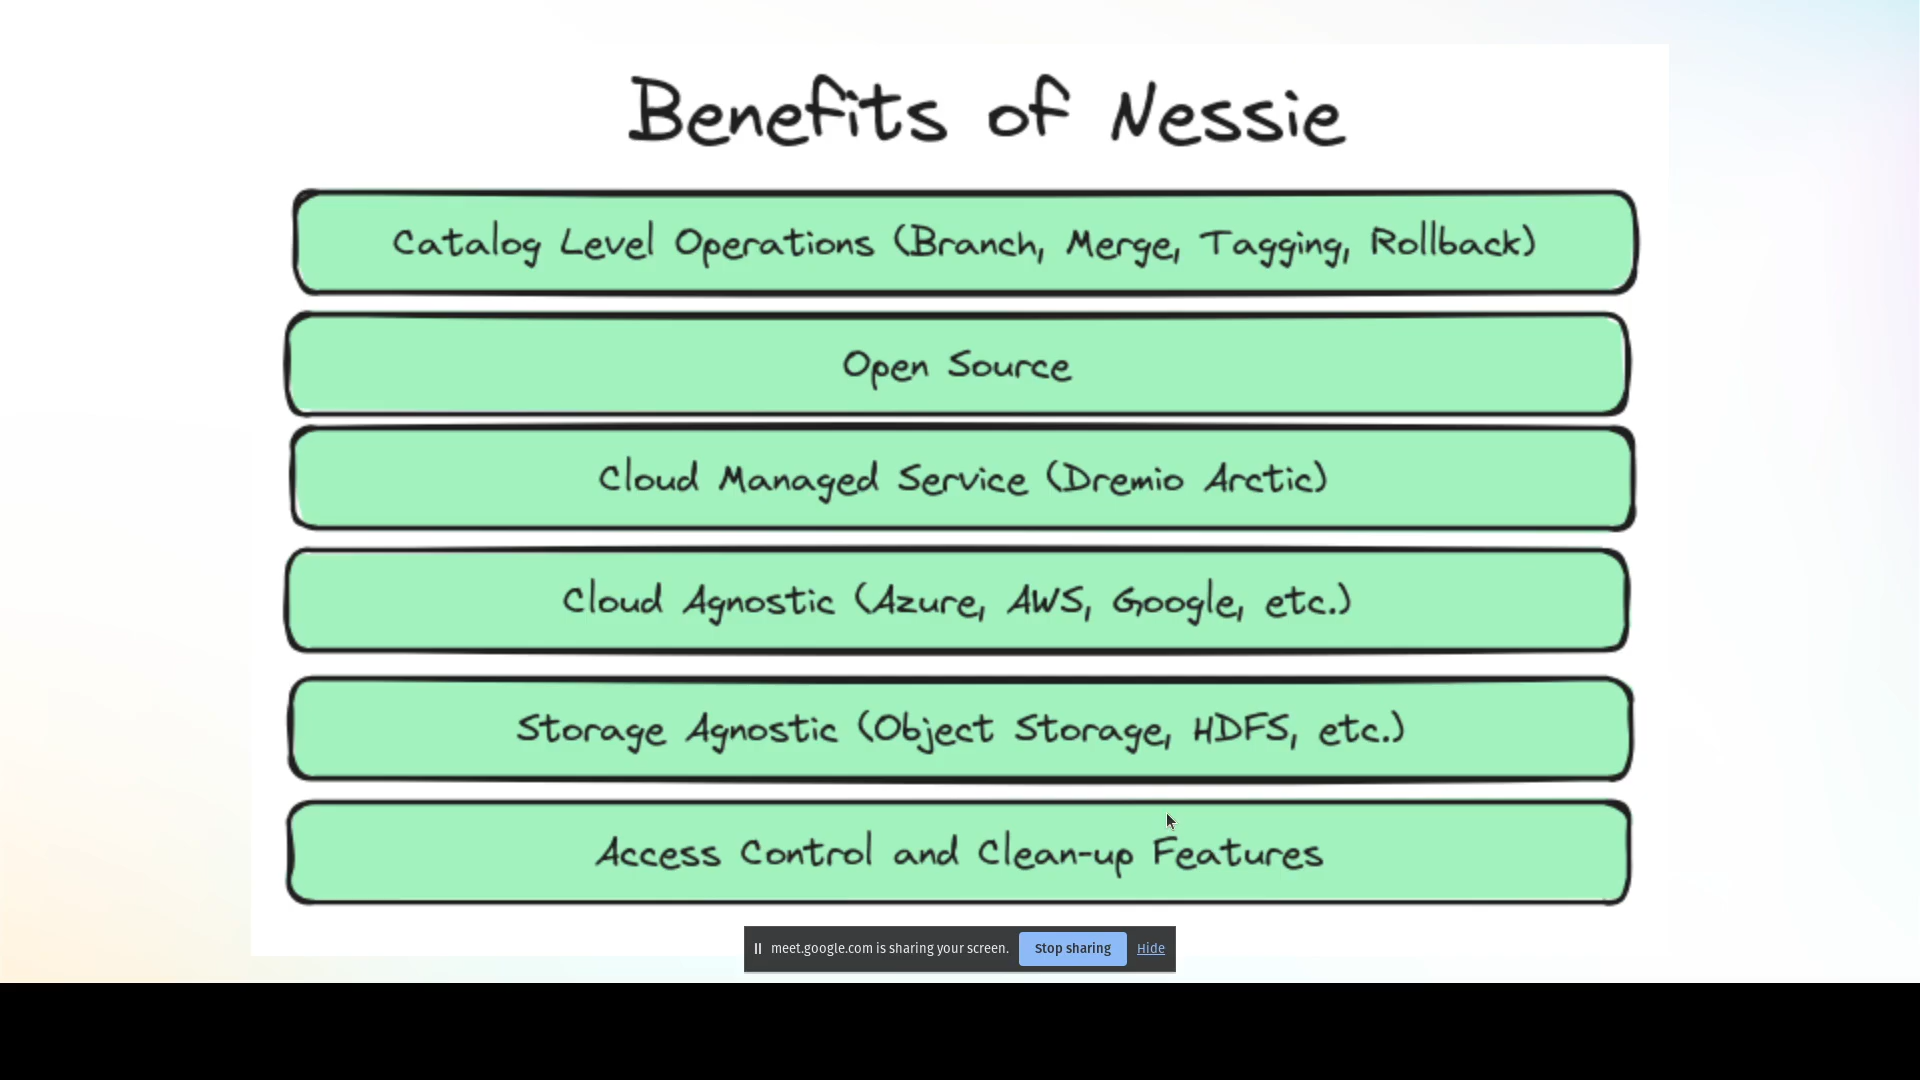 Benefits of Nessie
Catalog Level Operations (Branch, Merge, Tagging, Rollback)
Open Source
Cloud Managed Service (Dremio Arctic)
Cloud Agnostic (Azure, AWS, Google, etc.)
Storage Agnostic (Object Storage, HDFS, etc.)
Access Control and Clean-up Features
meet.google.com is sharing your screen. Stop sharing Hide